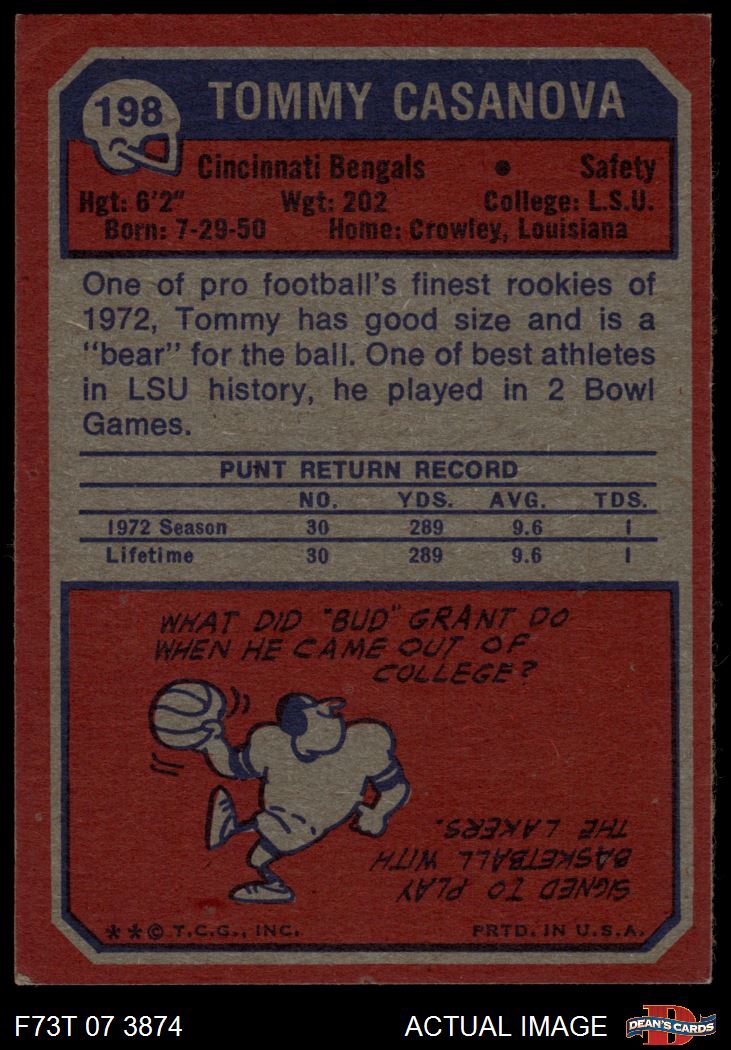 198
TOMMY CASANOVA
Cincinnati Bengals • Safety
Hgt: 6'2" Wgt: 202 College: L.S.U.
Born: 7-29-50 Home: Crowley, Louisiana
One of pro football's finest rookies of
1972, Tommy has good size and is a
"bear" for the ball. One of best athletes
in LSU history, he played in 2 Bowl
Games.
PUNT RETURN RECORD
NO. YDS. AVG. TDS.
1972 Season 30 289 9.6 1
Lifetime 30 289 9.6 1
WHAT DID "BUD" GRANT DO
WHEN HE CAME OUT OF
COLLEGE?
SIGNED TO PLAY
BASKETBALL WITH
THE LAKERS.
**© T.C.G., INC. PRTD. IN U.S.A.
F73T 07 3874 ACTUAL IMAGE
D
DEAN'S CARDS